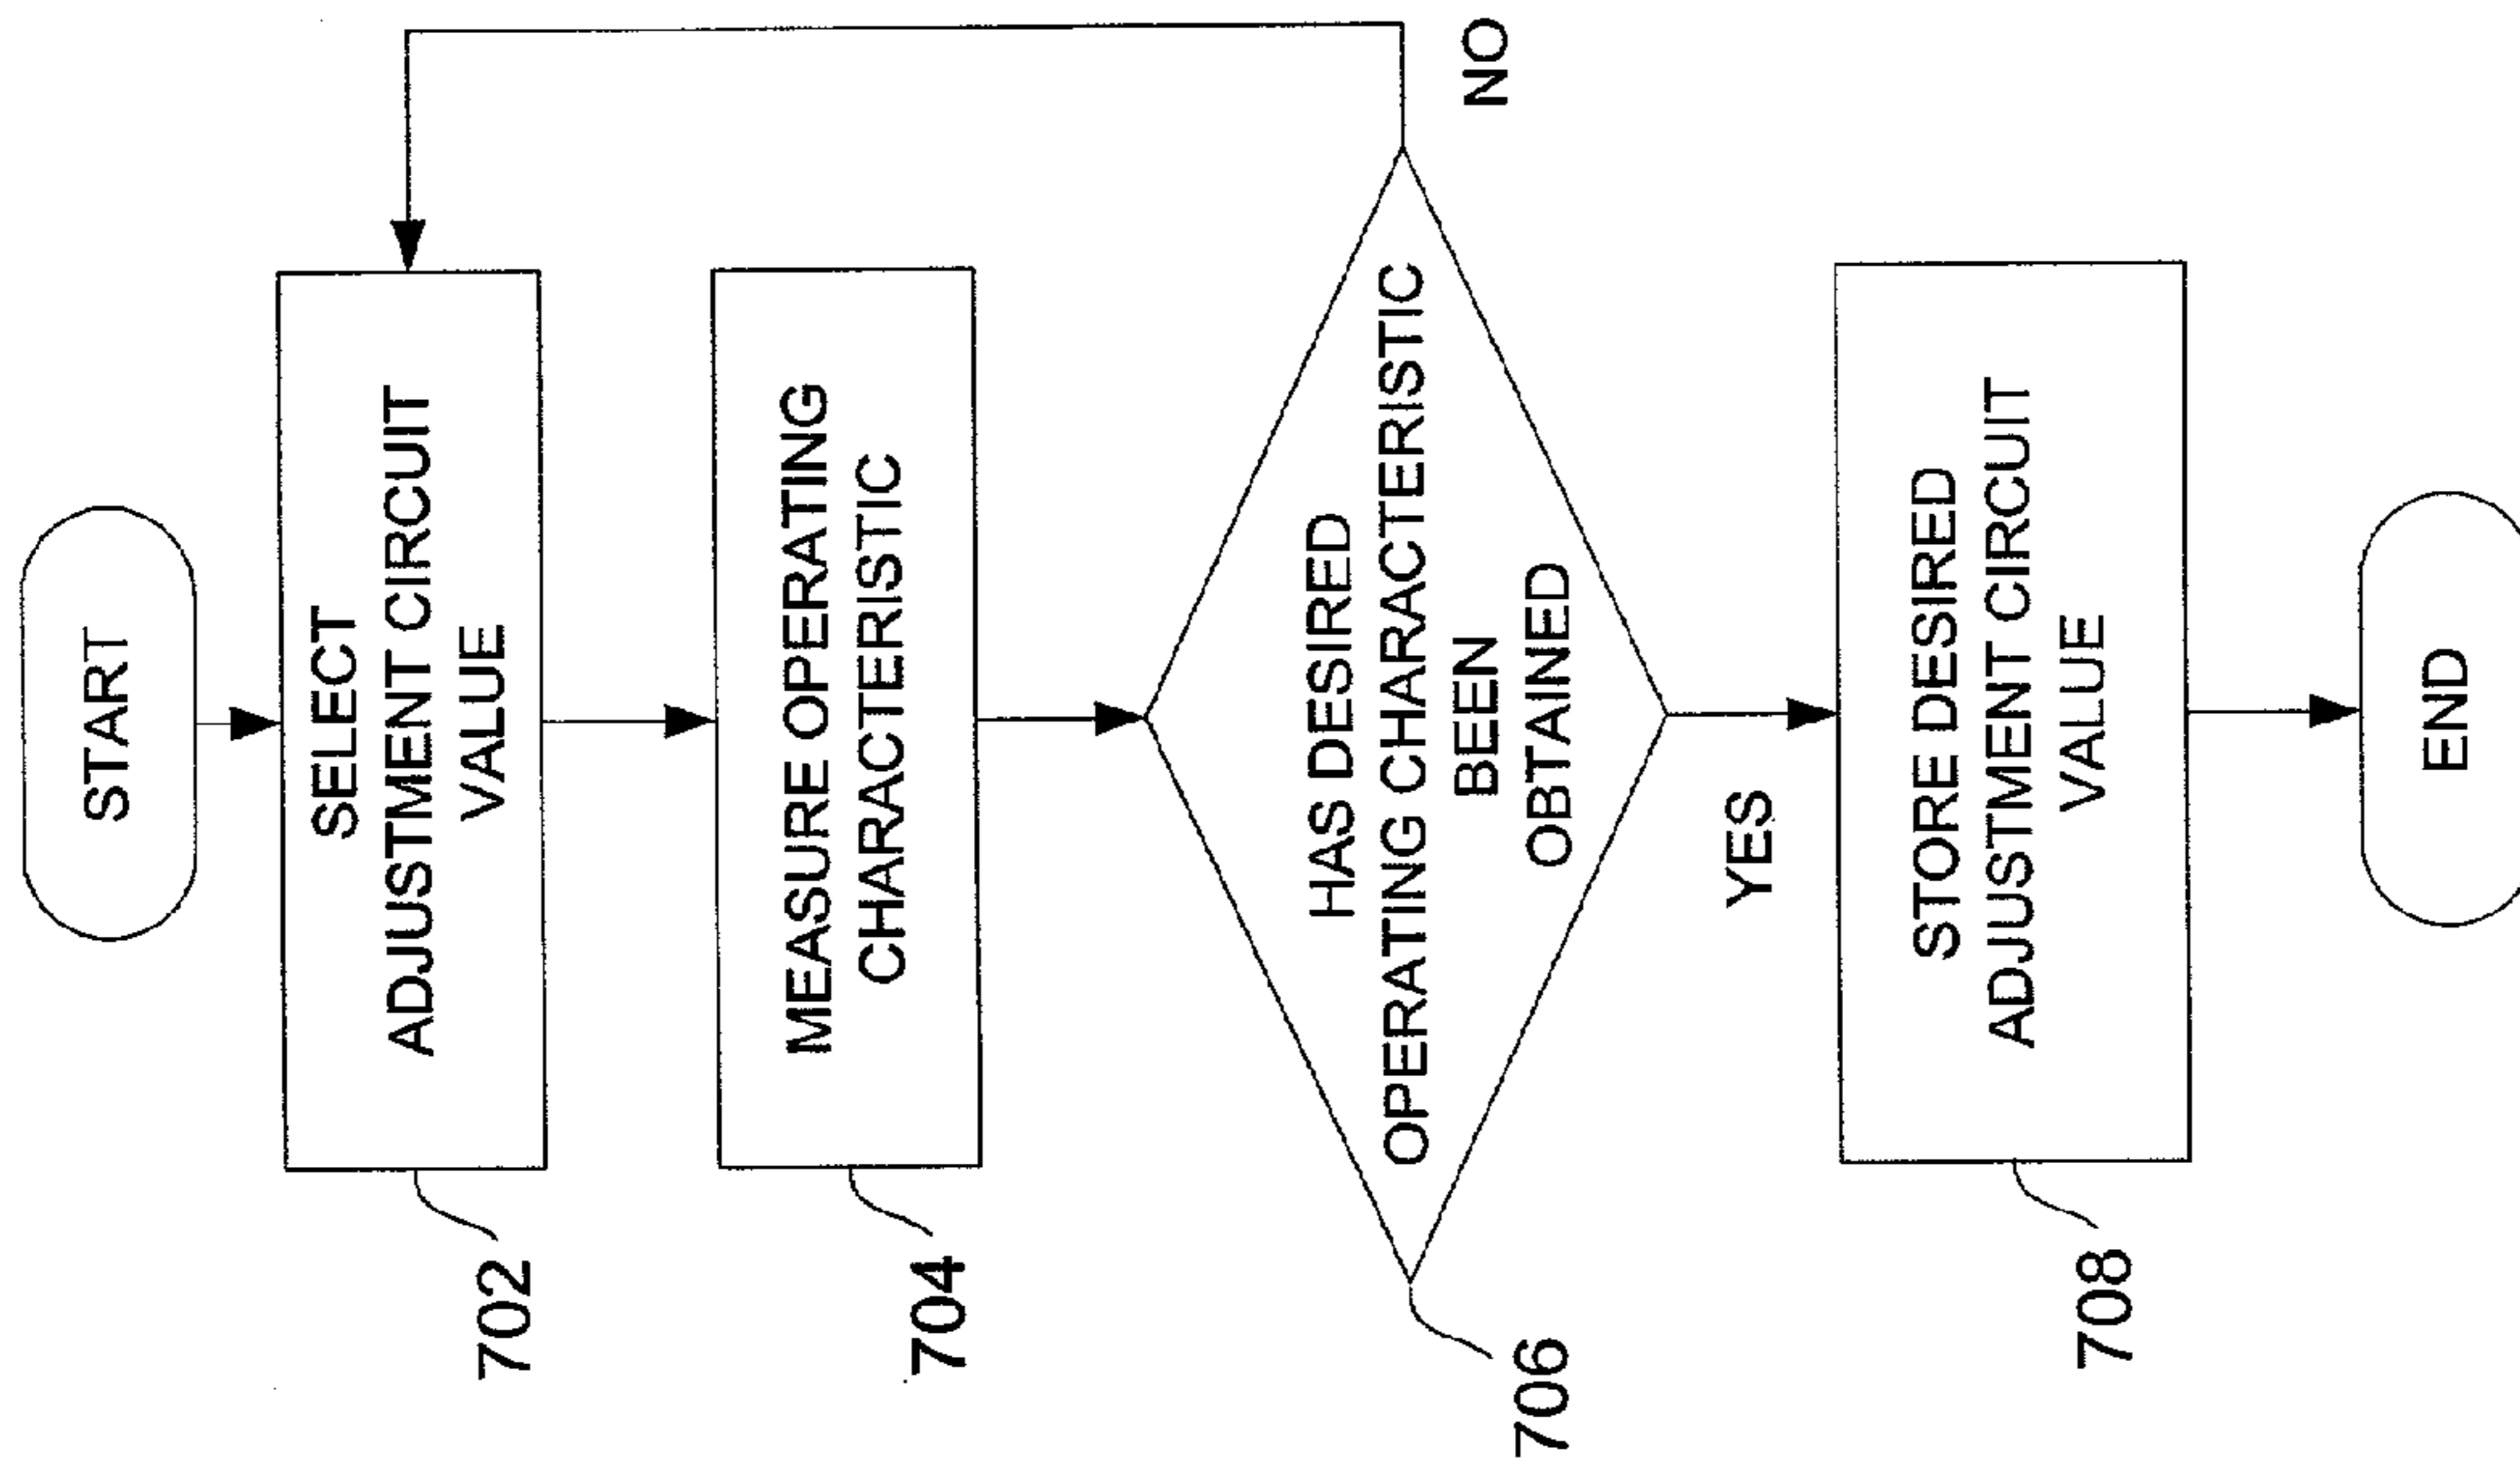 START
SELECT
ADJUSTMENT CIRCUIT
VALUE
702
MEASURE OPERATING
CHARACTERISTIC
704
HAS DESIRED
OPERATING CHARACTERISTIC
BEEN
OBTAINED
706
NO
YES
STORE DESIRED
ADJUSTMENT CIRCUIT
VALUE
708
END